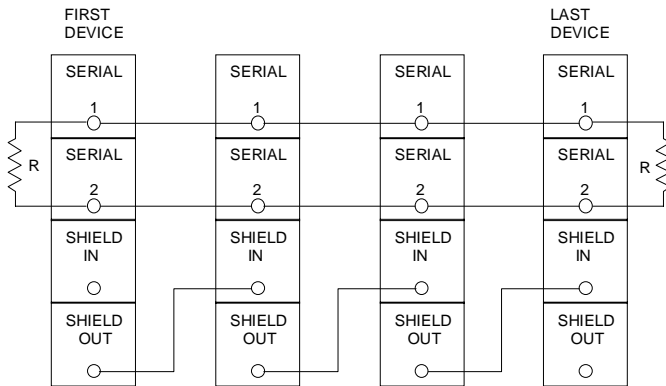 FIRST
DEVICE
LAST
DEVICE
SERIAL
1
SERIAL
1
SERIAL
1
SERIAL
1
R
SERIAL
2
SERIAL
2
SERIAL
2
SERIAL
2
R
SHIELD
IN
SHIELD
IN
SHIELD
IN
SHIELD
IN
SHIELD
OUT
SHIELD
OUT
SHIELD
OUT
SHIELD
OUT